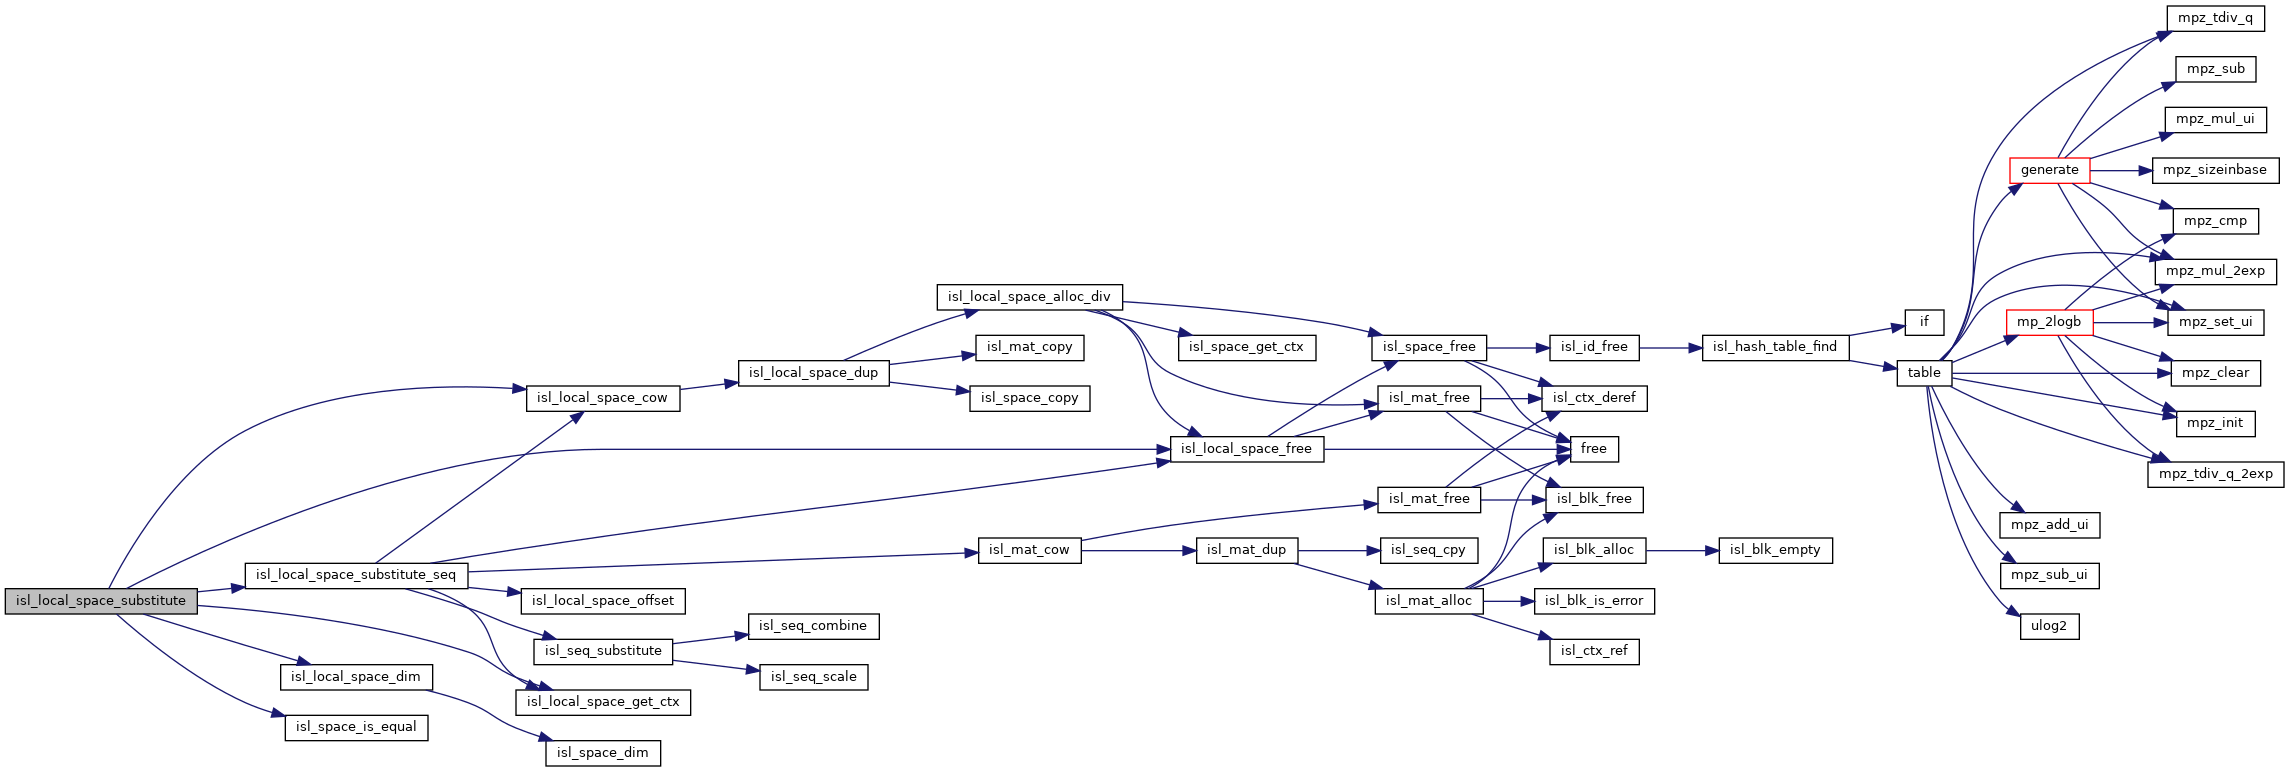 mpz_tdiv_q
mpz_sub
mpz_mul_ui
generate
mpz_sizeinbase
mpz_cmp
mpz_mul_2exp
isl_local_space_alloc_div
if
mp_2logb
mpz_set_ui
isl_mat_copy
isl_space_get_ctx
isl_space_free
isl_id_free
isl_hash_table_find
isl_local_space_dup
table
mpz_clear
isl_local_space_cow
isl_space_copy
isl_mat_free
isl_ctx_deref
mpz_init
isl_local_space_free
free
mpz_tdiv_q_2exp
isl_mat_free
isl_blk_free
mpz_add_ui
isl_mat_cow
isl_mat_dup
isl_seq_cpy
isl_blk_alloc
isl_blk_empty
isl_local_space_substitute_seq
mpz_sub_ui
isl_local_space_substitute
isl_local_space_offset
isl_mat_alloc
isl_blk_is_error
isl_seq_combine
ulog2
isl_seq_substitute
isl_ctx_ref
isl_local_space_dim
isl_seq_scale
isl_local_space_get_ctx
isl_space_is_equal
isl_space_dim